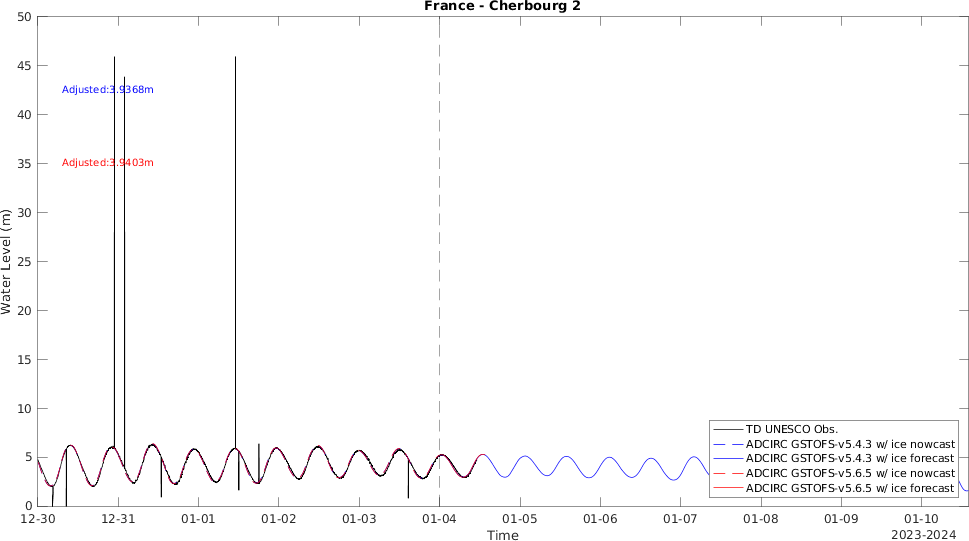 France - Cherbourg 2
50
45
40
35
30
25
20
15
10
5
0
Water Level (m)
Adjusted:3.9368m
Adjusted:3.9403m
TD UNESCO Obs.
ADCIRC GSTOFS-v5.4.3 w/ ice nowcast
ADCIRC GSTOFS-v5.4.3 w/ ice forecast
ADCIRC GSTOFS-v5.6.5 w/ ice nowcast
ADCIRC GSTOFS-v5.6.5 w/ ice forecast
12-30 12-31 01-01 01-02 01-03 01-04 01-05 01-06 01-07 01-08 01-09 01-10
Time
2023-2024